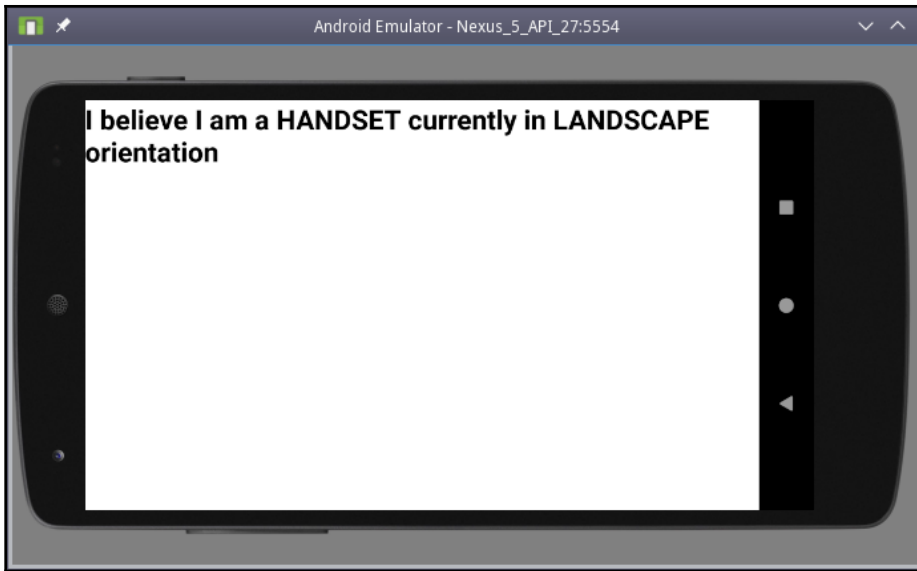 Android Emulator - Nexus_5_API_27:5554
I believe I am a HANDSET currently in LANDSCAPE
orientation